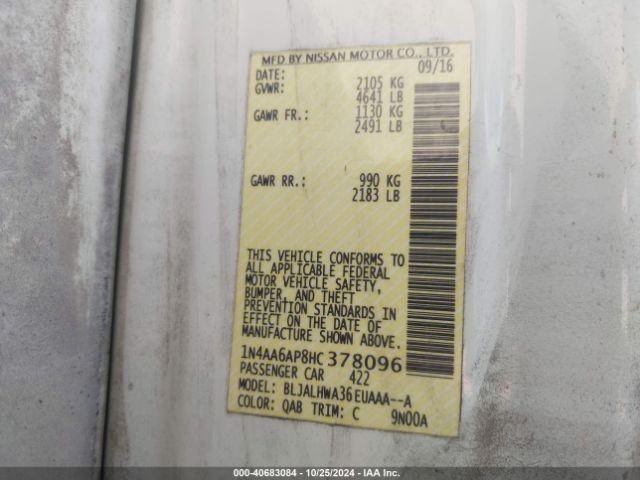 MFD BY NISSAN MOTOR CO., LTD.
DATE: 09/16
GVWR: 2105 KG
4641 LB
GAWR FR.: 1130 KG
2491 LB
GAWR RR.: 990 KG
2183 LB
THIS VEHICLE CONFORMS TO
ALL APPLICABLE FEDERAL
MOTOR VEHICLE SAFETY,
BUMPER, AND THEFT
PREVENTION STANDARDS IN
EFFECT ON THE DATE OF
MANUFACTURE SHOWN ABOVE.
1N4AA6AP8HC378096
PASSENGER CAR 422
MODEL: BLJALHWA36EUAAA--A
COLOR: QAB TRIM: C 9N00A
000-40683084 • 10/25/2024 • IAA Inc.